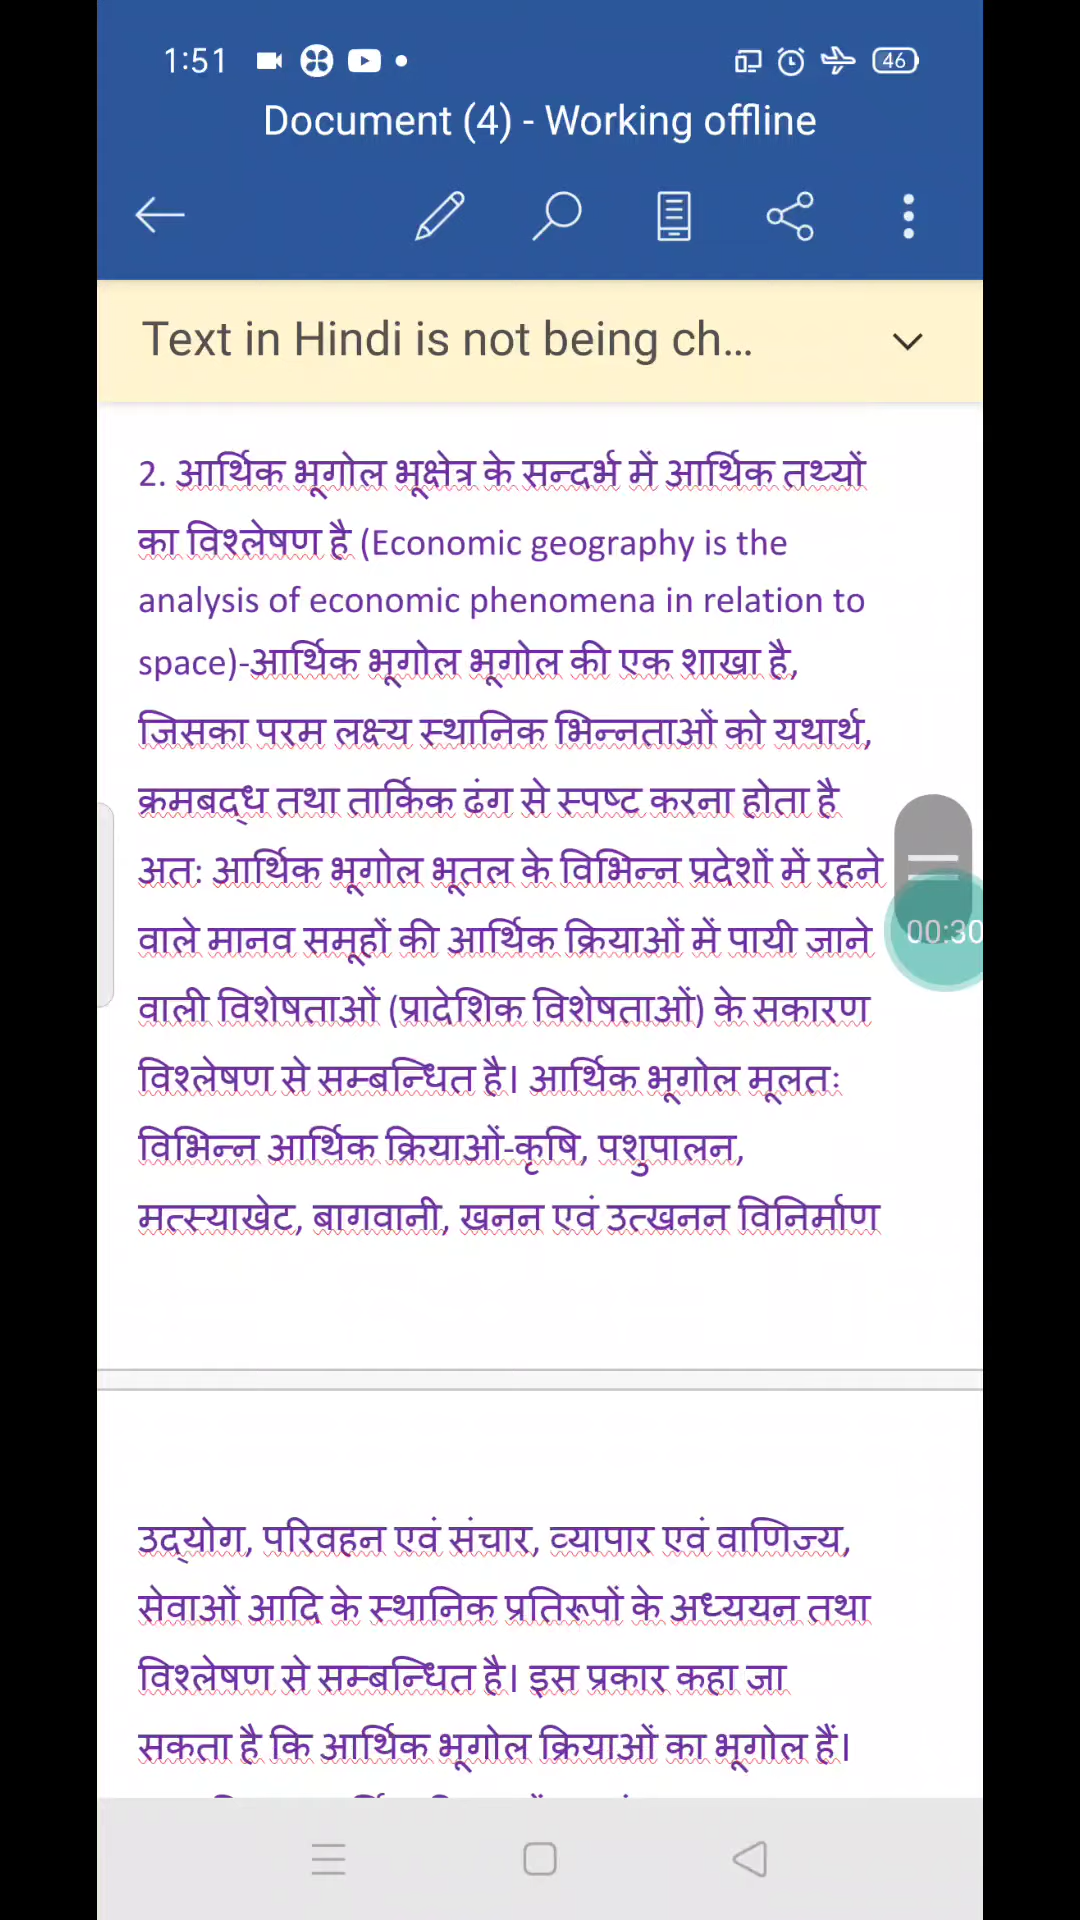 1:51
46
Document (4) - Working offline
Text in Hindi is not being ch...
2. आर्थिक भूगोल भूक्षेत्र के सन्दर्भ में आर्थिक तथ्यों
का विश्लेषण है (Economic geography is the
analysis of economic phenomena in relation to
space)-आर्थिक भूगोल भूगोल की एक शाखा है,
जिसका परम लक्ष्य स्थानिक भिन्नताओं को यथार्थ,
क्रमबद्ध तथा तार्किक ढंग से स्पष्ट करना होता है
अतः आर्थिक भूगोल भूतल के विभिन्न प्रदेशों में रहने
वाले मानव समूहों की आर्थिक क्रियाओं में पायी जाने
00:30
वाली विशेषताओं (प्रादेशिक विशेषताओं) के सकारण
विश्लेषण से सम्बन्धित है। आर्थिक भूगोल मूलतः
विभिन्न आर्थिक क्रियाओं-कृषि, पशुपालन,
मत्स्याखेट, बागवानी, खनन एवं उत्खनन विनिर्माण
उद्योग, परिवहन एवं संचार, व्यापार एवं वाणिज्य,
सेवाओं आदि के स्थानिक प्रतिरूपों के अध्ययन तथा
विश्लेषण से सम्बन्धित है। इस प्रकार कहा जा
सकता है कि आर्थिक भूगोल क्रियाओं का भूगोल हैं।